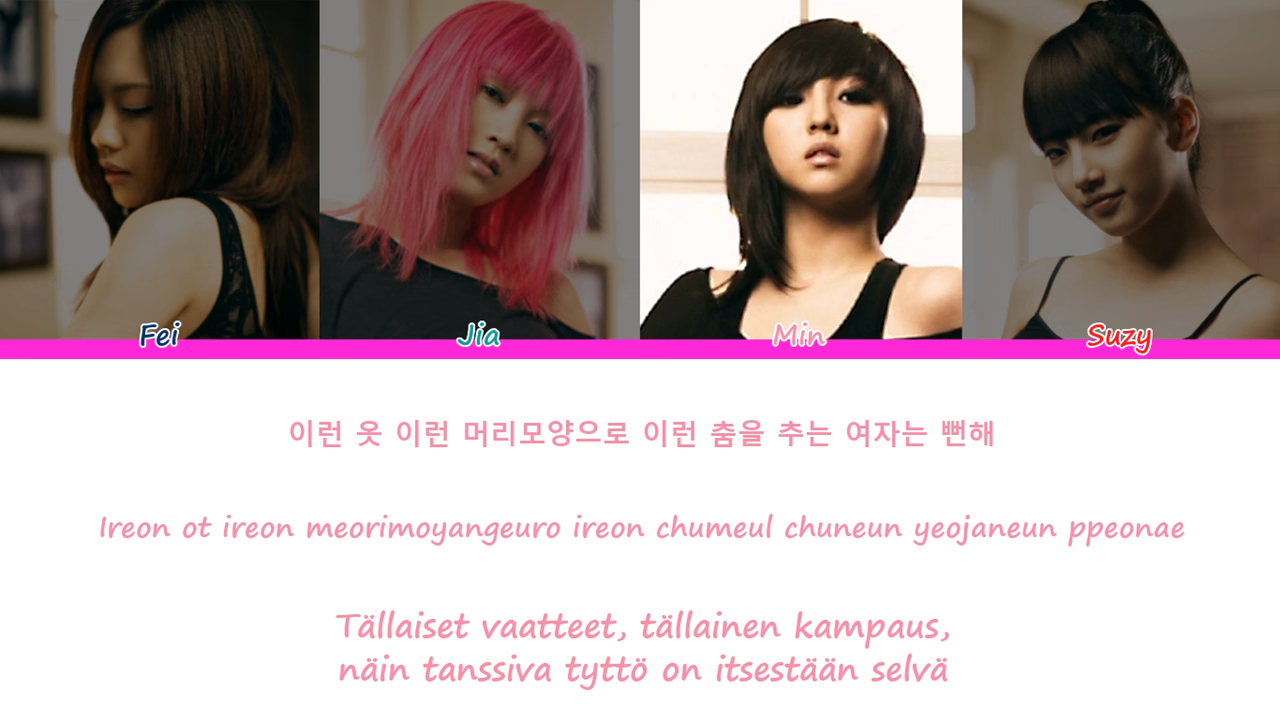 Fei
Jia
Min
Suzy
이런 옷 이런 머리모양으로 이런 춤을 추는 여자는 뻔해
Ireon ot ireon meorimoyangeuro ireon chumeul chuneun yeojaneun ppeonae
Tällaiset vaatteet, tällainen kampaus,
näin tanssiva tyttö on itsestään selvä